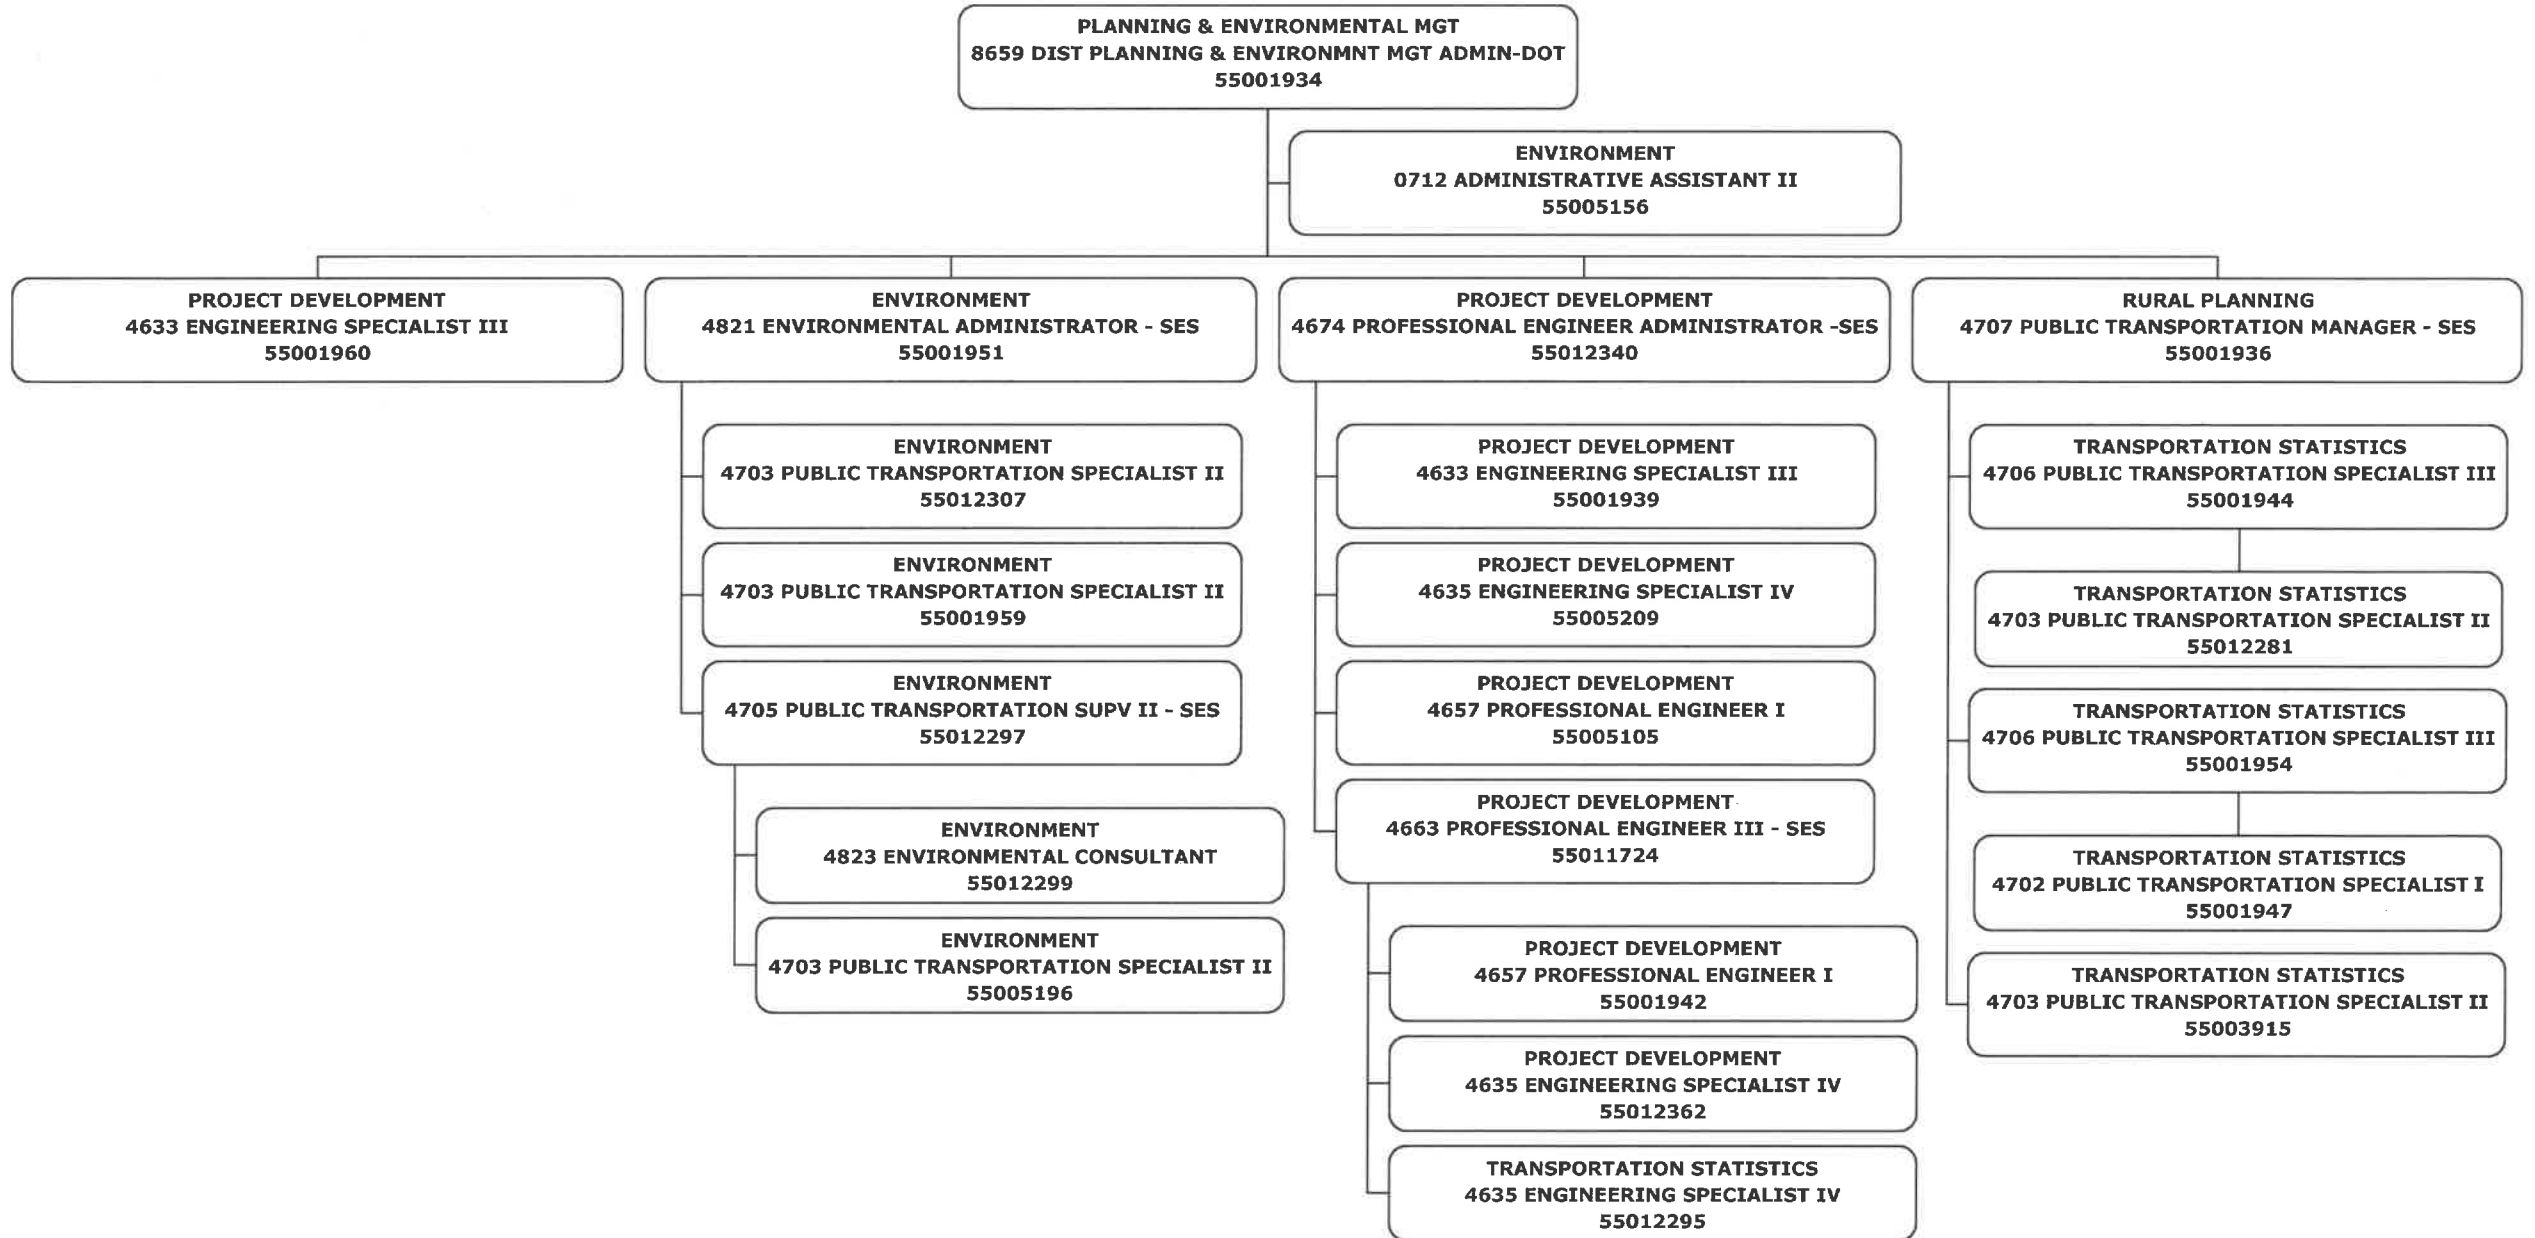 PLANNING & ENVIRONMENTAL MGT
8659 DIST PLANNING & ENVIRONMNT MGT ADMIN-DOT
55001934
ENVIRONMENT
0712 ADMINISTRATIVE ASSISTANT II
55005156
PROJECT DEVELOPMENT
4633 ENGINEERING SPECIALIST III
55001960
ENVIRONMENT
4821 ENVIRONMENTAL ADMINISTRATOR - SES
55001951
PROJECT DEVELOPMENT
4674 PROFESSIONAL ENGINEER ADMINISTRATOR -SES
55012340
RURAL PLANNING
4707 PUBLIC TRANSPORTATION MANAGER - SES
55001936
ENVIRONMENT
4703 PUBLIC TRANSPORTATION SPECIALIST II
55012307
ENVIRONMENT
4703 PUBLIC TRANSPORTATION SPECIALIST II
55001959
ENVIRONMENT
4705 PUBLIC TRANSPORTATION SUPV II - SES
55012297
ENVIRONMENT
4823 ENVIRONMENTAL CONSULTANT
55012299
ENVIRONMENT
4703 PUBLIC TRANSPORTATION SPECIALIST II
55005196
PROJECT DEVELOPMENT
4633 ENGINEERING SPECIALIST III
55001939
PROJECT DEVELOPMENT
4635 ENGINEERING SPECIALIST IV
55005209
PROJECT DEVELOPMENT
4657 PROFESSIONAL ENGINEER I
55005105
PROJECT DEVELOPMENT
4663 PROFESSIONAL ENGINEER III - SES
55011724
PROJECT DEVELOPMENT
4657 PROFESSIONAL ENGINEER I
55001942
PROJECT DEVELOPMENT
4635 ENGINEERING SPECIALIST IV
55012362
TRANSPORTATION STATISTICS
4635 ENGINEERING SPECIALIST IV
55012295
TRANSPORTATION STATISTICS
4706 PUBLIC TRANSPORTATION SPECIALIST III
55001944
TRANSPORTATION STATISTICS
4703 PUBLIC TRANSPORTATION SPECIALIST II
55012281
TRANSPORTATION STATISTICS
4706 PUBLIC TRANSPORTATION SPECIALIST III
55001954
TRANSPORTATION STATISTICS
4702 PUBLIC TRANSPORTATION SPECIALIST I
55001947
TRANSPORTATION STATISTICS
4703 PUBLIC TRANSPORTATION SPECIALIST II
55003915